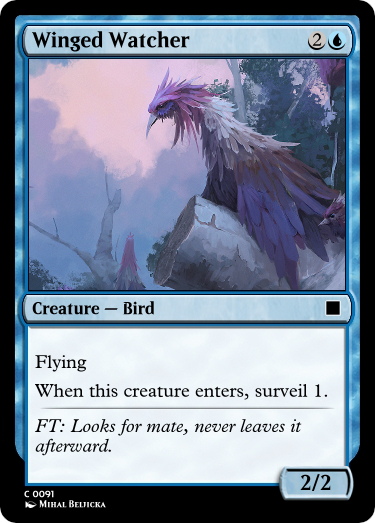 Winged Watcher 2
Creature — Bird
Flying
When this creature enters, surveil 1.
FT: Looks for mate, never leaves it
afterward.
2/2
C 0091
Mihal Beljicka